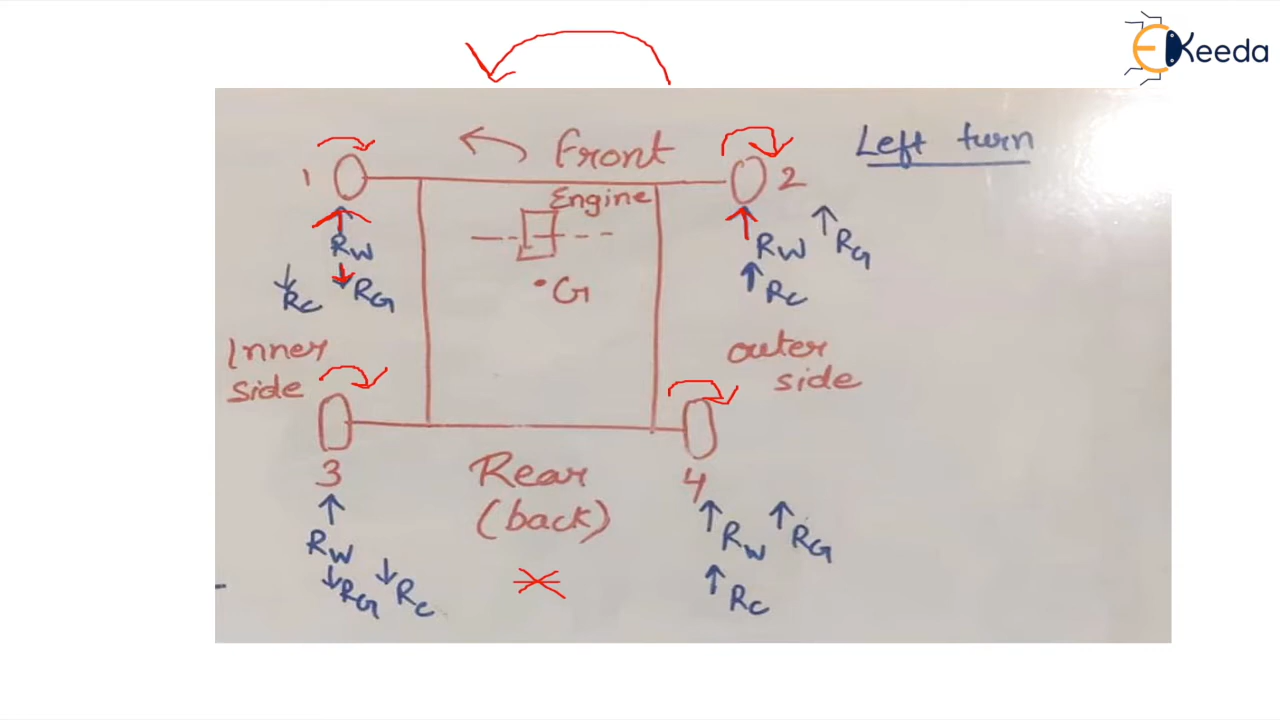 EKeeda
Left turn
Front
1
2
Engine
RW
RC
RG
RW
RG
RC
G
Inner
side
outer
side
3
4
Rear
(back)
RW
RG
RC
RW
RG
RC